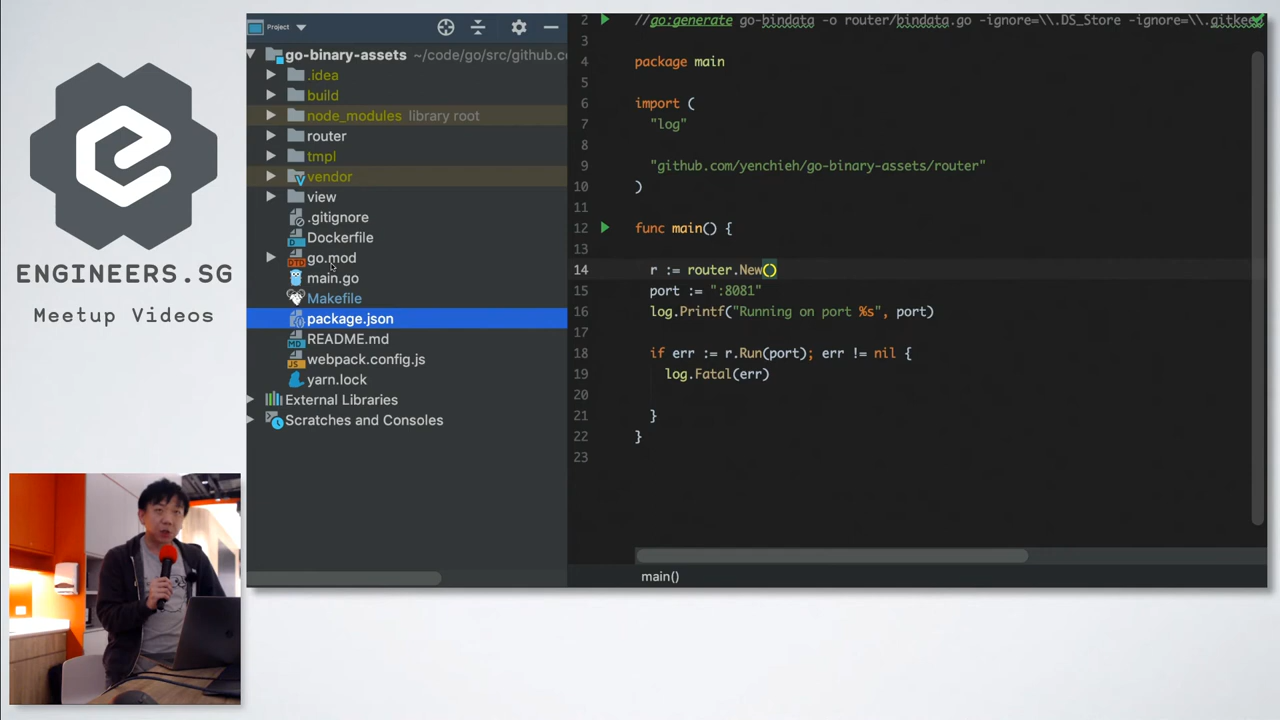 ENGINEERS.SG
Meetup Videos
Project
go-binary-assets ~/code/go/src/github.c
.idea
build
node_modules library root
router
tmpl
vendor
view
.gitignore
Dockerfile
go.mod
main.go
Makefile
package.json
README.md
webpack.config.js
yarn.lock
External Libraries
Scratches and Consoles
2 //go:generate go-bindata -o router/bindata.go -ignore=\\.DS_Store -ignore=\\.gitkeep
3
4 package main
5
6 import (
7 "log"
8
9 "github.com/yenchieh/go-binary-assets/router"
10 )
11
12 func main() {
13
14 r := router.New()
15 port := ":8081"
16 log.Printf("Running on port %s", port)
17
18 if err := r.Run(port); err != nil {
19 log.Fatal(err)
20
21 }
22 }
23
main()